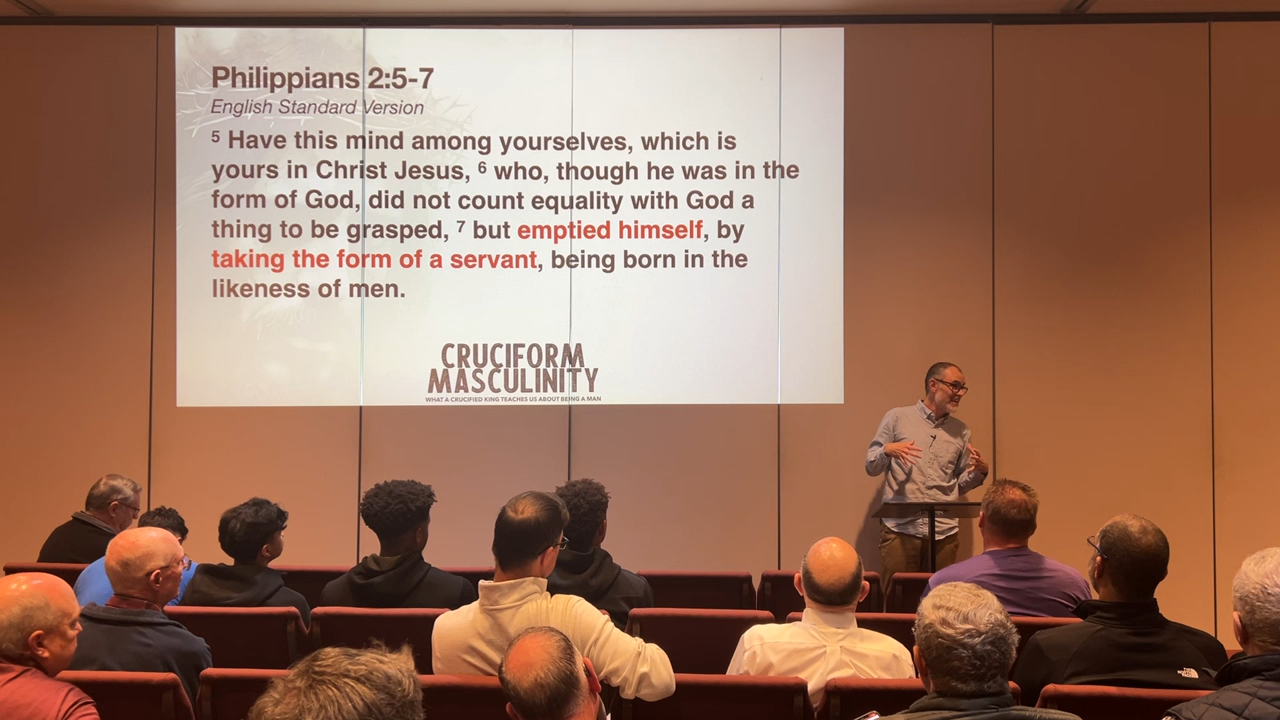 Philippians 2:5-7
English Standard Version
⁵ Have this mind among yourselves, which is
yours in Christ Jesus, ⁶ who, though he was in the
form of God, did not count equality with God a
thing to be grasped, ⁷ but emptied himself, by
taking the form of a servant, being born in the
likeness of men.
CRUCIFORM
MASCULINITY
WHAT A CRUCIFIED KING TEACHES US ABOUT BEING A MAN
THE
NORTH
FACE